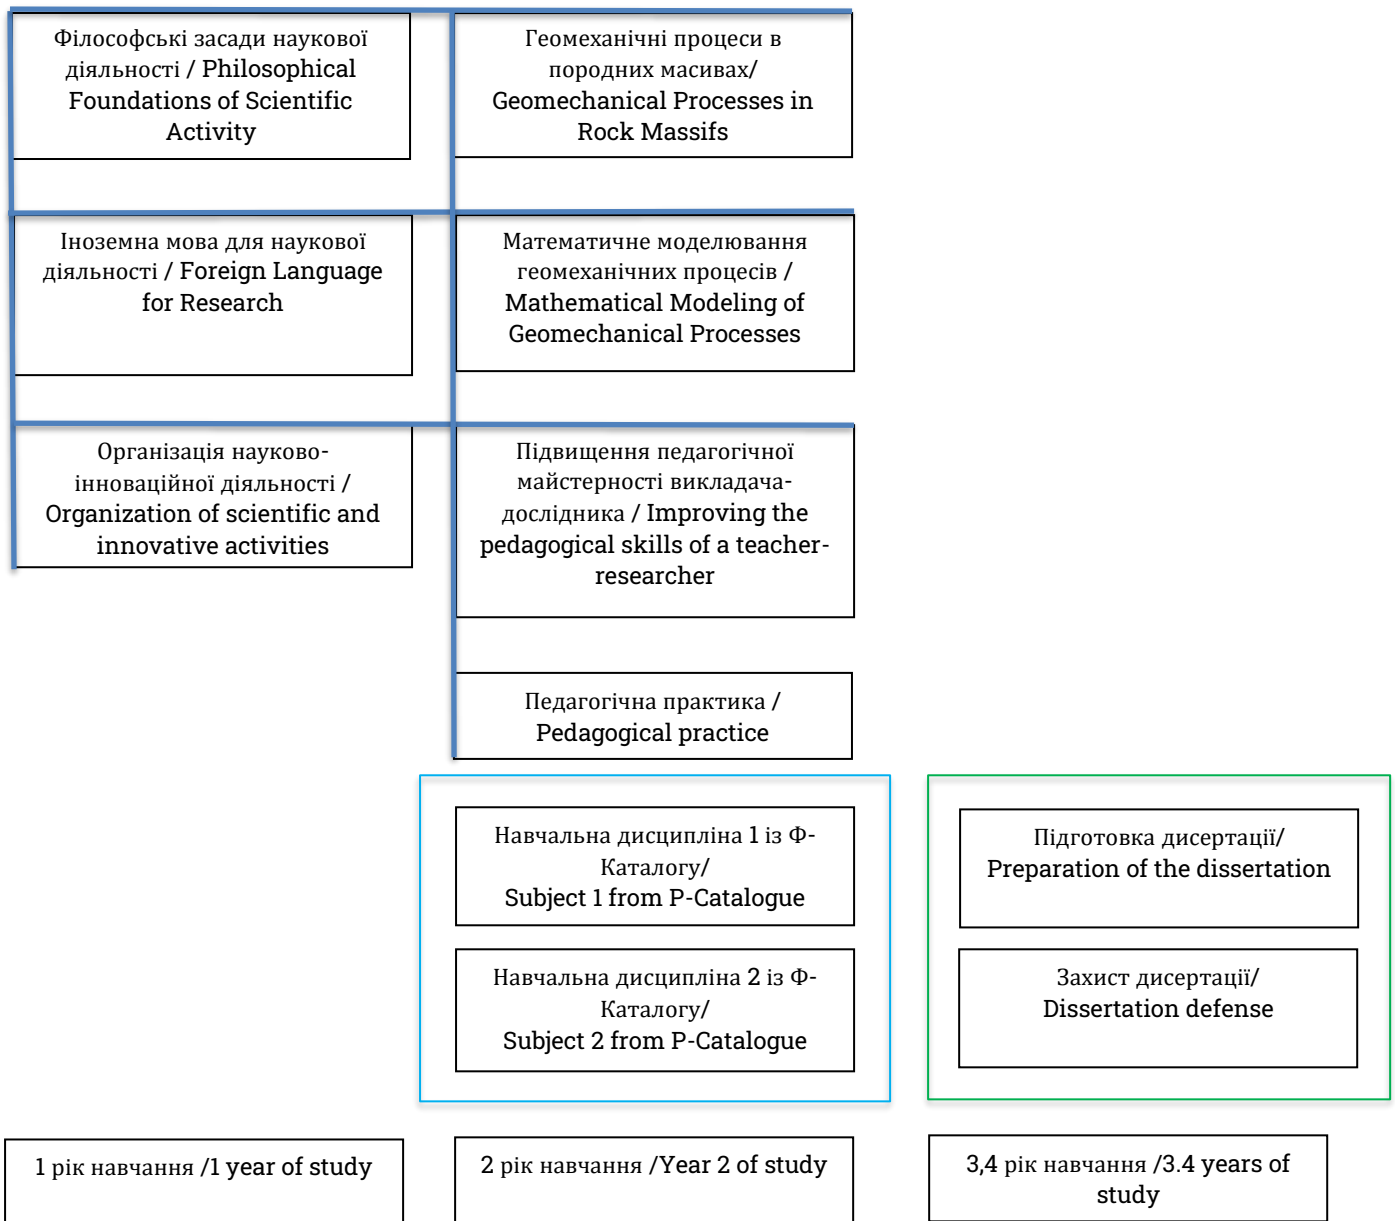 Філософські засади наукової
діяльності / Philosophical
Foundations of Scientific
Activity
Геомеханічні процеси в
породних масивах/
Geomechanical Processes in
Rock Massifs
Іноземна мова для наукової
діяльності / Foreign Language
for Research
Математичне моделювання
геомеханічних процесів /
Mathematical Modeling of
Geomechanical Processes
Організація науково-
інноваційної діяльності /
Organization of scientific and
innovative activities
Підвищення педагогічної
майстерності викладача-
дослідника / Improving the
pedagogical skills of a teacher-
researcher
Педагогічна практика /
Pedagogical practice
Навчальна дисципліна 1 із Ф-
Каталогу/
Subject 1 from P-Catalogue
Підготовка дисертації/
Preparation of the dissertation
Навчальна дисципліна 2 із Ф-
Каталогу/
Subject 2 from P-Catalogue
Захист дисертації/
Dissertation defense
1 рік навчання /1 year of study
2 рік навчання /Year 2 of study
3,4 рік навчання /3.4 years of
study